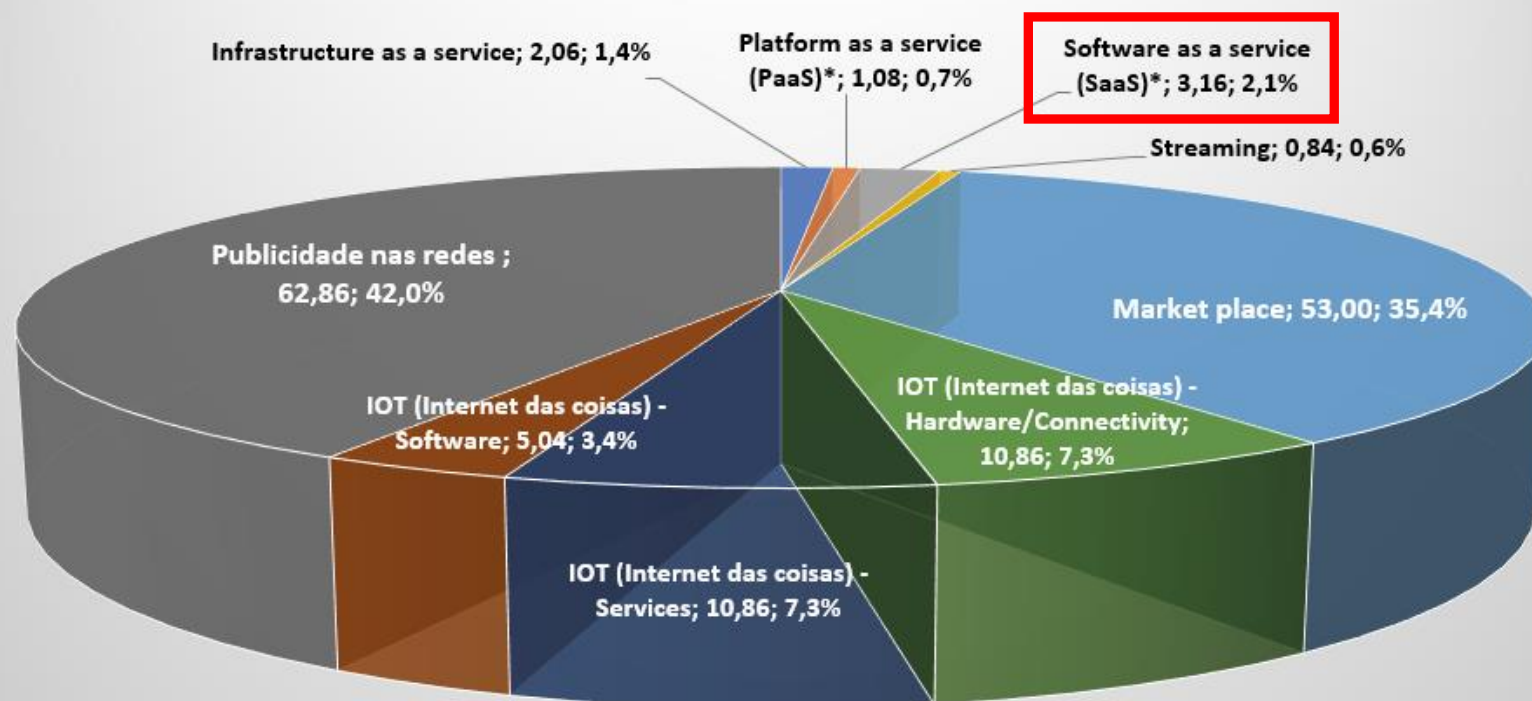 Infrastructure as a service; 2,06; 1,4%
Platform as a service
(PaaS)*; 1,08; 0,7%
Software as a service
(SaaS)*; 3,16; 2,1%
Streaming; 0,84; 0,6%
Publicidade nas redes ;
62,86; 42,0%
Market place; 53,00; 35,4%
IOT (Internet das coisas) -
Hardware/Connectivity;
10,86; 7,3%
IOT (Internet das coisas) -
Software; 5,04; 3,4%
IOT (Internet das coisas) -
Services; 10,86; 7,3%